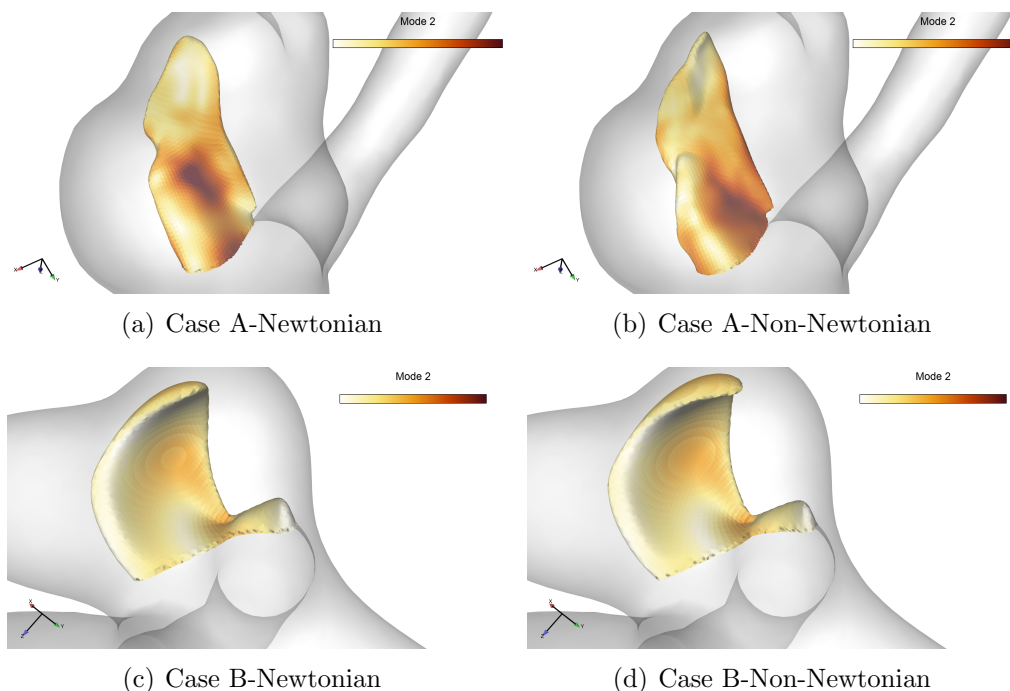 Mode 2
Mode 2
X Z Y
X Y
(a) Case A-Newtonian
(b) Case A-Non-Newtonian
Mode 2
Mode 2
X Y Z
X Y Z
(c) Case B-Newtonian
(d) Case B-Non-Newtonian